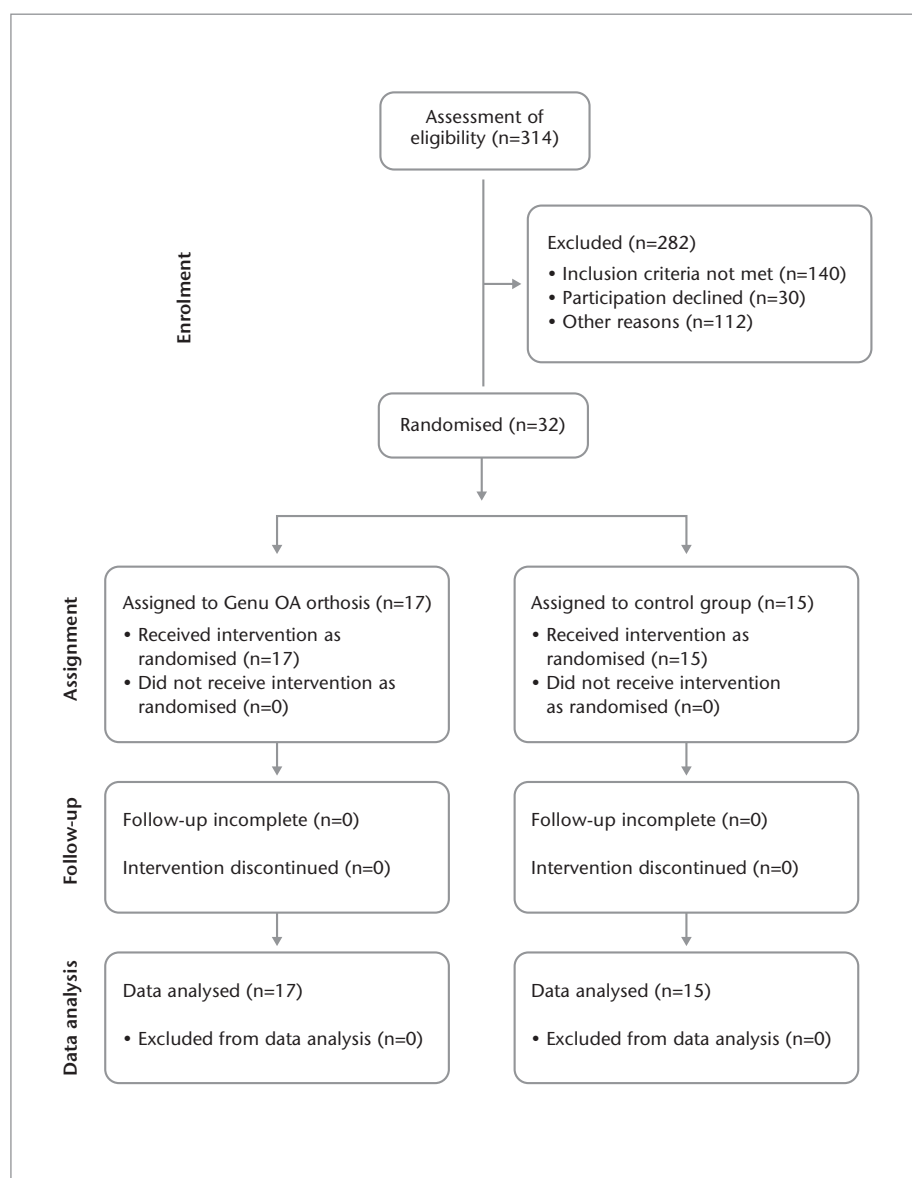 Assessment of
eligibility (n=314)
Enrolment
Excluded (n=282)
• Inclusion criteria not met (n=140)
• Participation declined (n=30)
• Other reasons (n=112)
Randomised (n=32)
Assignment
Assigned to Genu OA orthosis (n=17)
• Received intervention as
randomised (n=17)
• Did not receive intervention as
randomised (n=0)
Assigned to control group (n=15)
• Received intervention as
randomised (n=15)
• Did not receive intervention
as randomised (n=0)
Follow-up
Follow-up incomplete (n=0)
Intervention discontinued (n=0)
Follow-up incomplete (n=0)
Intervention discontinued (n=0)
Data analysis
Data analysed (n=17)
• Excluded from data analysis (n=0)
Data analysed (n=15)
• Excluded from data analysis (n=0)